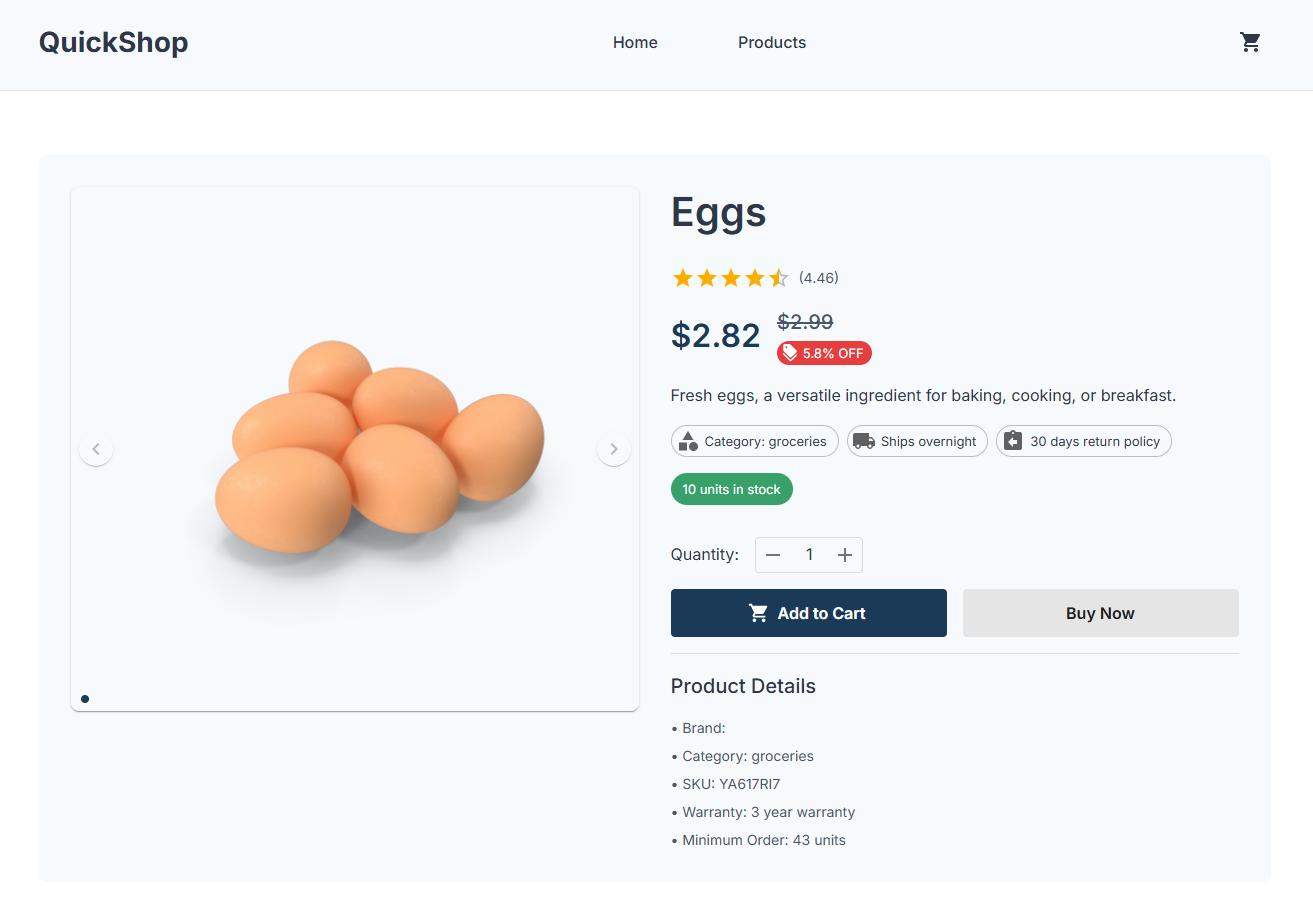 QuickShop
Home
Products
Eggs
(4.46)
$2.82
$2.99
5.8% OFF
Fresh eggs, a versatile ingredient for baking, cooking, or breakfast.
Category: groceries
Ships overnight
30 days return policy
10 units in stock
Quantity:
1
Add to Cart
Buy Now
Product Details
• Brand:
• Category: groceries
• SKU: YA617RI7
• Warranty: 3 year warranty
• Minimum Order: 43 units